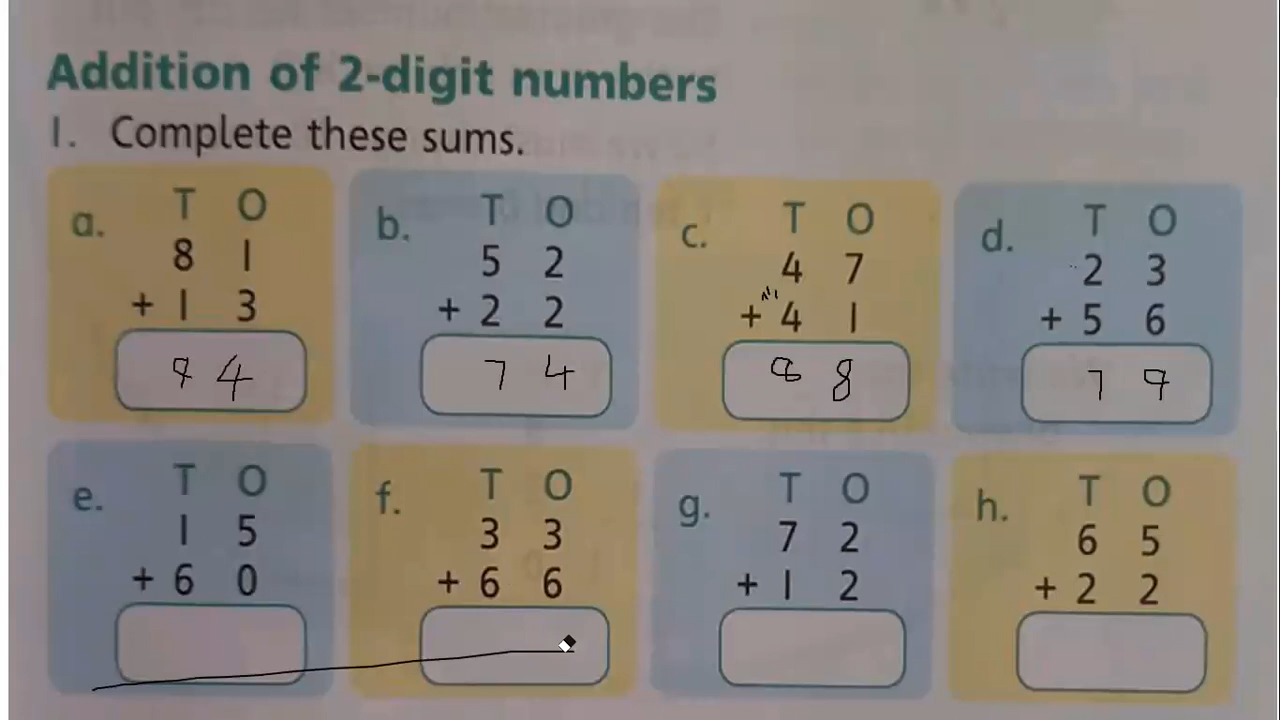 Addition of 2-digit numbers
1. Complete these sums.
a. T O
8 1
+ 1 3
9 4
b. T O
5 2
+ 2 2
7 4
c. T O
4 7
+ 4 1
8 8
d. T O
2 3
+ 5 6
7 9
e. T O
1 5
+ 6 0
f. T O
3 3
+ 6 6
g. T O
7 2
+ 1 2
h. T O
6 5
+ 2 2